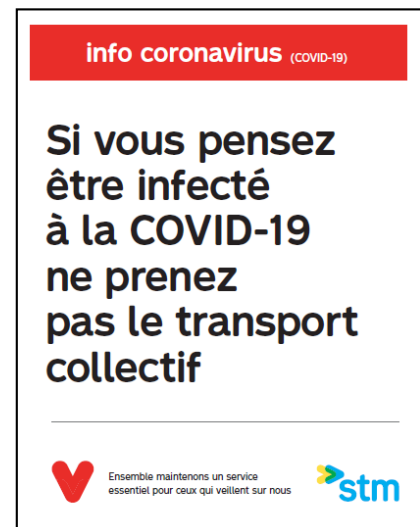 info coronavirus (COVID-19)
Si vous pensez
être infecté
à la COVID-19
ne prenez
pas le transport
collectif
Ensemble maintenons un service
essentiel pour ceux qui veillent sur nous
stm